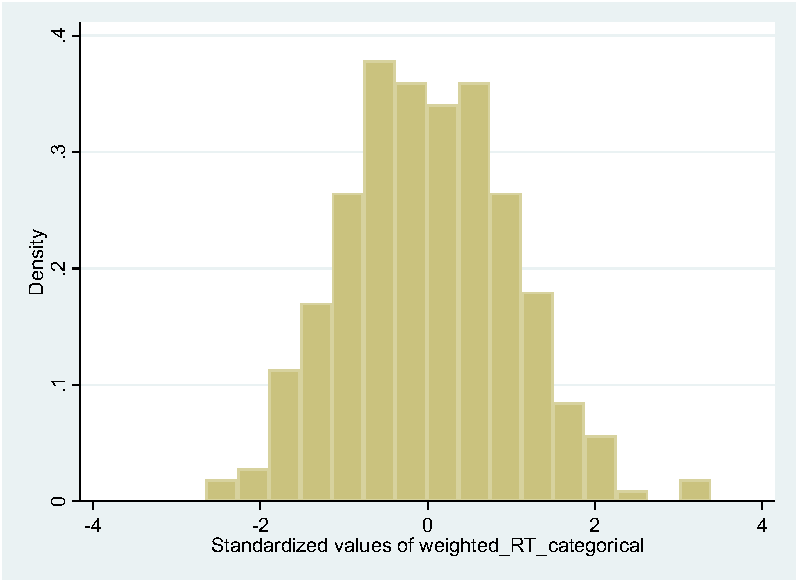 .4
.3
.2
.1
0
Density
-4 -2 0 2 4
Standardized values of weighted_RT_categorical